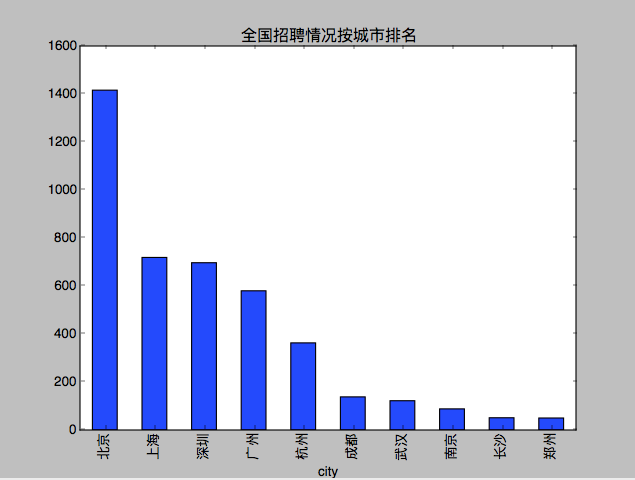 全国招聘情况按城市排名
1600
1400
1200
1000
800
600
400
200
0
北京
上海
深圳
广州
杭州
成都
武汉
南京
长沙
郑州
city